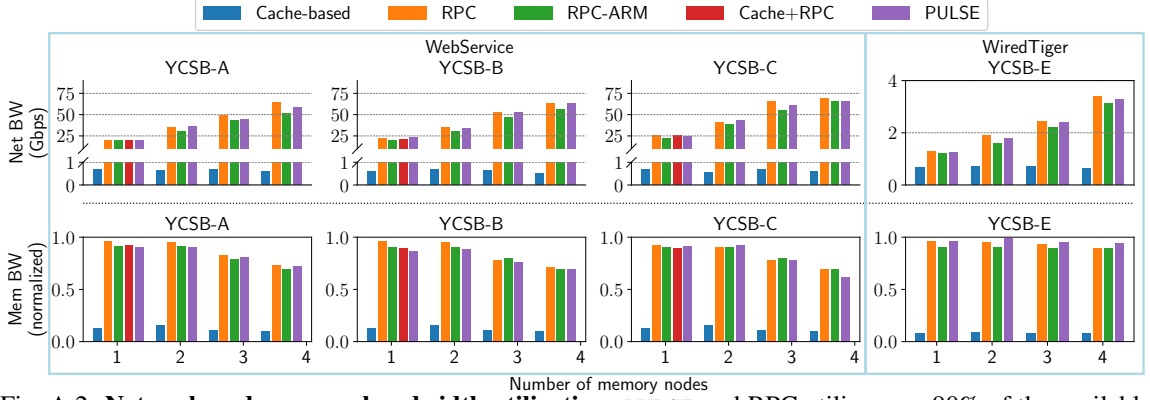 Cache-based RPC RPC-ARM Cache+RPC PULSE
WebService
WiredTiger
YCSB-A YCSB-B YCSB-C YCSB-E
Net BW
(Gbps)
75 75 75 4
50 50 50
25 25 25 2
1 1 1
0 0 0 0
YCSB-A YCSB-B YCSB-C YCSB-E
Mem BW
(normalized)
1.0 1.0 1.0 1.0
0.5 0.5 0.5 0.5
0.0 0.0 0.0 0.0
1 2 3 4 1 2 3 4 1 2 3 4 1 2 3 4
Number of memory nodes